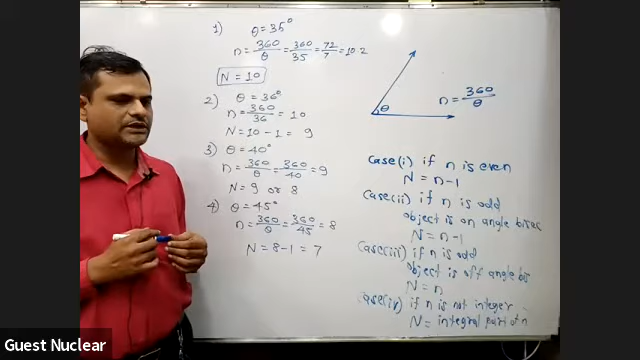 1) θ = 35°
n = 360/θ = 360/35 = 72/7 = 10.2
N = 10
2) θ = 36°
n = 360/36 = 10
N = 10 - 1 = 9
3) θ = 40°
n = 360/θ = 360/40 = 9
N = 9 or 8
4) θ = 45°
n = 360/θ = 360/45 = 8
N = 8 - 1 = 7
θ
n = 360/θ
Case(i) if n is even
N = n-1
Case(ii) if n is odd
object is on angle bisec
N = n-1
Case(iii) if n is odd
object is off angle bis
N = n
Case(iv) if n is not integer
N = integral part of n
Guest Nuclear